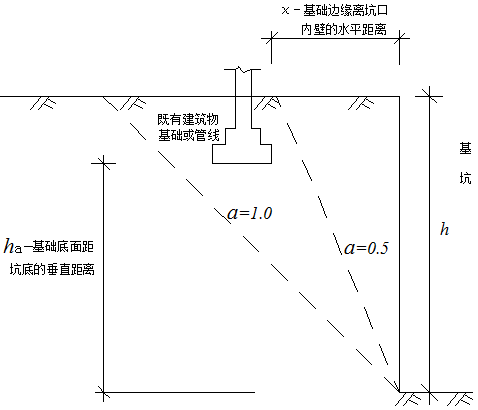 x－基础边缘离坑口
内壁的水平距离
既有建筑物
基础或管线
基
坑
a=1.0
a=0.5
h
ha－基础底面距
坑底的垂直距离